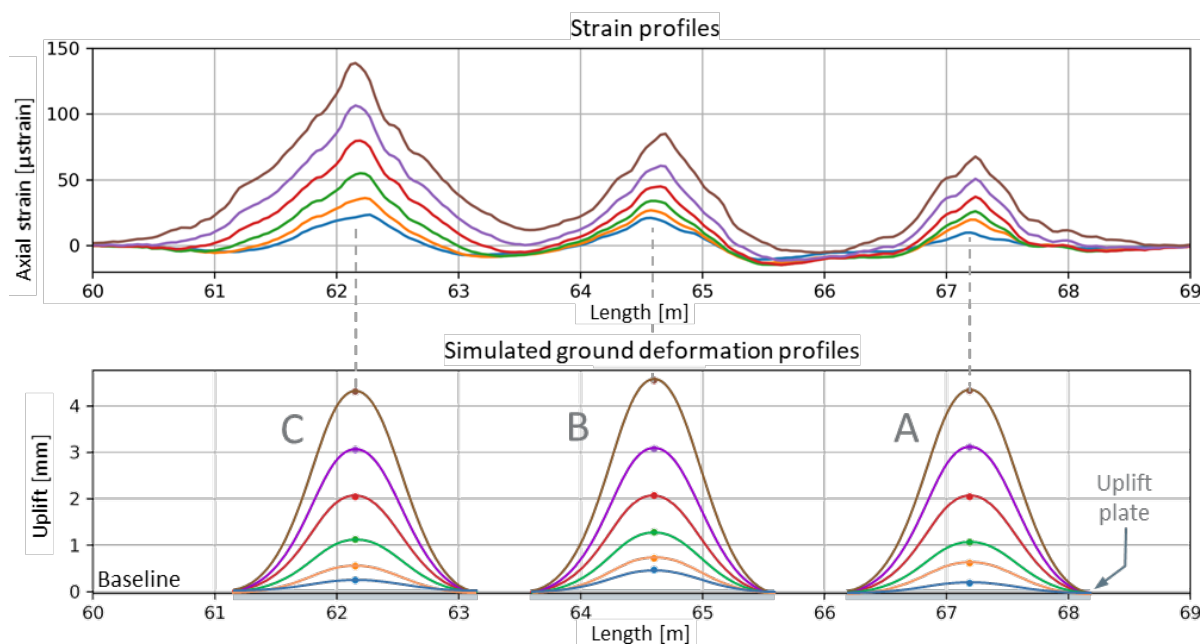 Strain profiles
150
100
50
0
Axial strain [µstrain]
60 61 62 63 64 65 66 67 68 69
Length [m]
Simulated ground deformation profiles
4
3
2
1
0
Uplift [mm]
C
B
A
Uplift
plate
Baseline
60 61 62 63 64 65 66 67 68 69
Length [m]